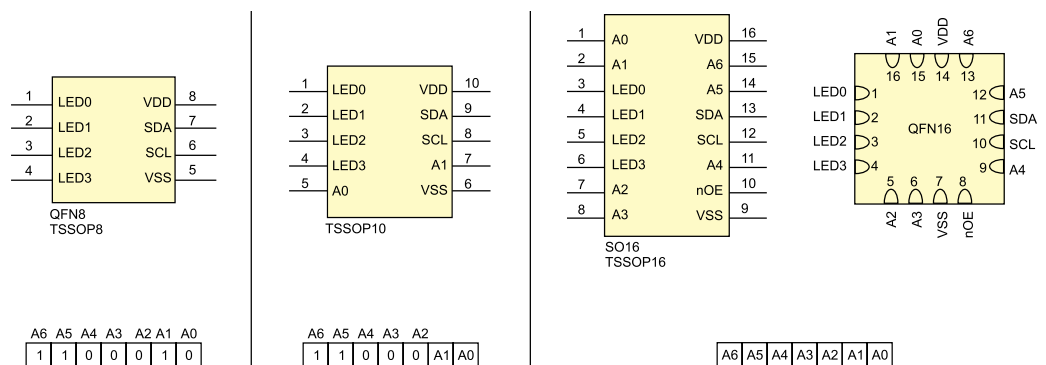 1 LED0 VDD 8
2 LED1 SDA 7
3 LED2 SCL 6
4 LED3 VSS 5
QFN8
TSSOP8
A6 A5 A4 A3 A2 A1 A0
1 1 0 0 0 1 0
1 LED0 VDD 10
2 LED1 SDA 9
3 LED2 SCL 8
4 LED3 A1 7
5 A0 VSS 6
TSSOP10
A6 A5 A4 A3 A2
1 1 0 0 0 A1 A0
1 A0 VDD 16
2 A1 A6 15
3 LED0 A5 14
4 LED1 SDA 13
5 LED2 SCL 12
6 LED3 A4 11
7 A2 nOE 10
8 A3 VSS 9
SO16
TSSOP16
A1 A0 VDD A6
16 15 14 13
LED0 1 12 A5
LED1 2 11 SDA
QFN16
LED2 3 10 SCL
LED3 4 9 A4
5 6 7 8
A2 A3 VSS nOE
A6 A5 A4 A3 A2 A1 A0